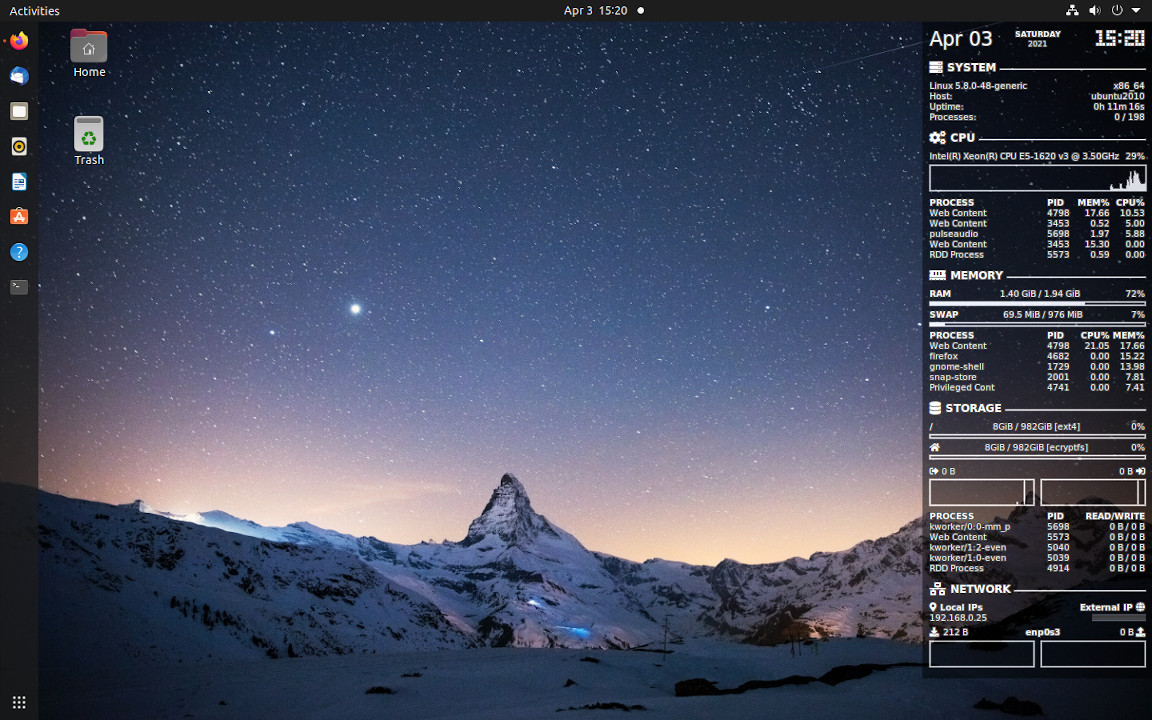 Activities
Apr 3 15:20
Home
Trash
Apr 03 SATURDAY 2021 15:20
SYSTEM
Linux 5.8.0-48-generic x86_64
Host: ubuntu2010
Uptime: 0h 11m 16s
Processes: 0 / 198
CPU
Intel(R) Xeon(R) CPU E5-1620 v3 @ 3.50GHz 29%
PROCESS PID MEM% CPU%
Web Content 4798 17.66 10.53
Web Content 3453 0.52 5.00
pulseaudio 5698 1.97 5.88
Web Content 3453 15.30 0.00
RDD Process 5573 0.59 0.00
MEMORY
RAM 1.40 GiB / 1.94 GiB 72%
SWAP 69.5 MiB / 976 MiB 7%
PROCESS PID CPU% MEM%
Web Content 4798 21.05 17.66
firefox 4682 0.00 15.22
gnome-shell 1729 0.00 13.98
snap-store 2001 0.00 7.81
Privileged Cont 4741 0.00 7.41
STORAGE
/ 8GiB / 982GiB [ext4] 0%
8GiB / 982GiB [ecryptfs] 0%
0 B 0 B
PROCESS PID READ/WRITE
kworker/0:0-mm_p 5698 0 B / 0 B
Web Content 5573 0 B / 0 B
kworker/1:2-even 5040 0 B / 0 B
kworker/1:0-even 5039 0 B / 0 B
RDD Process 4914 0 B / 0 B
NETWORK
Local IPs External IP
192.168.0.25
212 B enp0s3 0 B